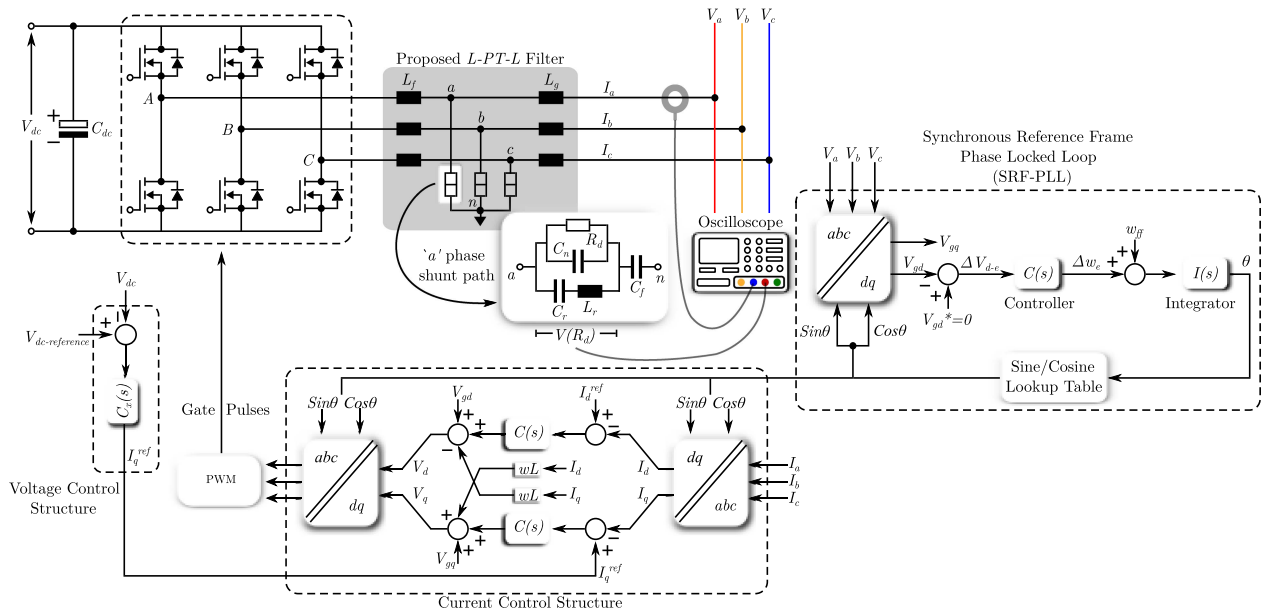 V_a V_b V_c
Proposed L-PT-L Filter
L_f a L_g I_a
A
V_dc + − C_dc
B b I_b
C c I_c
n
Oscilloscope
'a' phase
shunt path
a C_n R_d C_f n
C_r L_r
V(R_d)
Synchronous Reference Frame
Phase Locked Loop
(SRF-PLL)
V_a V_b V_c
abc
dq
V_gq
V_gd ΔV_d-e C(s) Δw_e w_ff I(s) θ
− + + +
V_gd*=0
Controller
Integrator
Sinθ Cosθ
Sine/Cosine
Lookup Table
V_dc
V_dc-reference + −
C_x(s)
I_q^ref
Voltage Control
Structure
Gate Pulses
PWM
Sinθ Cosθ
abc
dq
V_d
V_q
V_gd
+ + −
C(s)
I_d^ref
+ −
wL I_d
wL I_q
C(s)
+ + +
V_gq
+ −
I_q^ref
I_d
I_q
Sinθ Cosθ
dq
abc
I_a
I_b
I_c
Current Control Structure